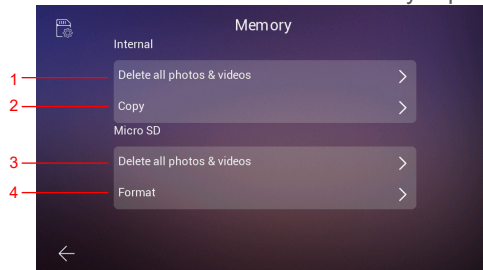 Memory
Internal
1 Delete all photos & videos
2 Copy
Micro SD
3 Delete all photos & videos
4 Format